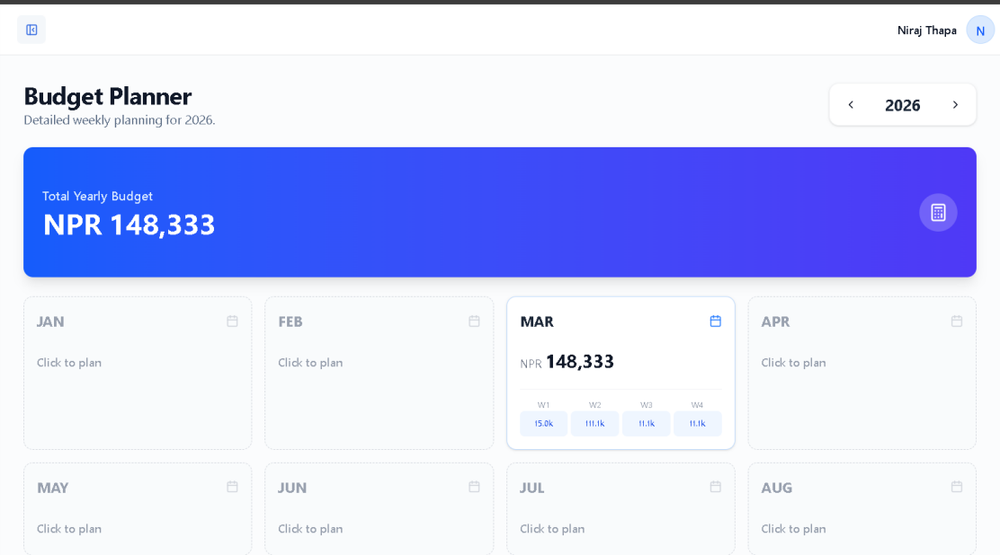 Niraj Thapa N
Budget Planner
Detailed weekly planning for 2026.
2026
Total Yearly Budget
NPR 148,333
JAN
Click to plan
FEB
Click to plan
MAR
NPR 148,333
W1 W2 W3 W4
15.0k 111.1k 11.1k 11.1k
APR
Click to plan
MAY
Click to plan
JUN
Click to plan
JUL
Click to plan
AUG
Click to plan